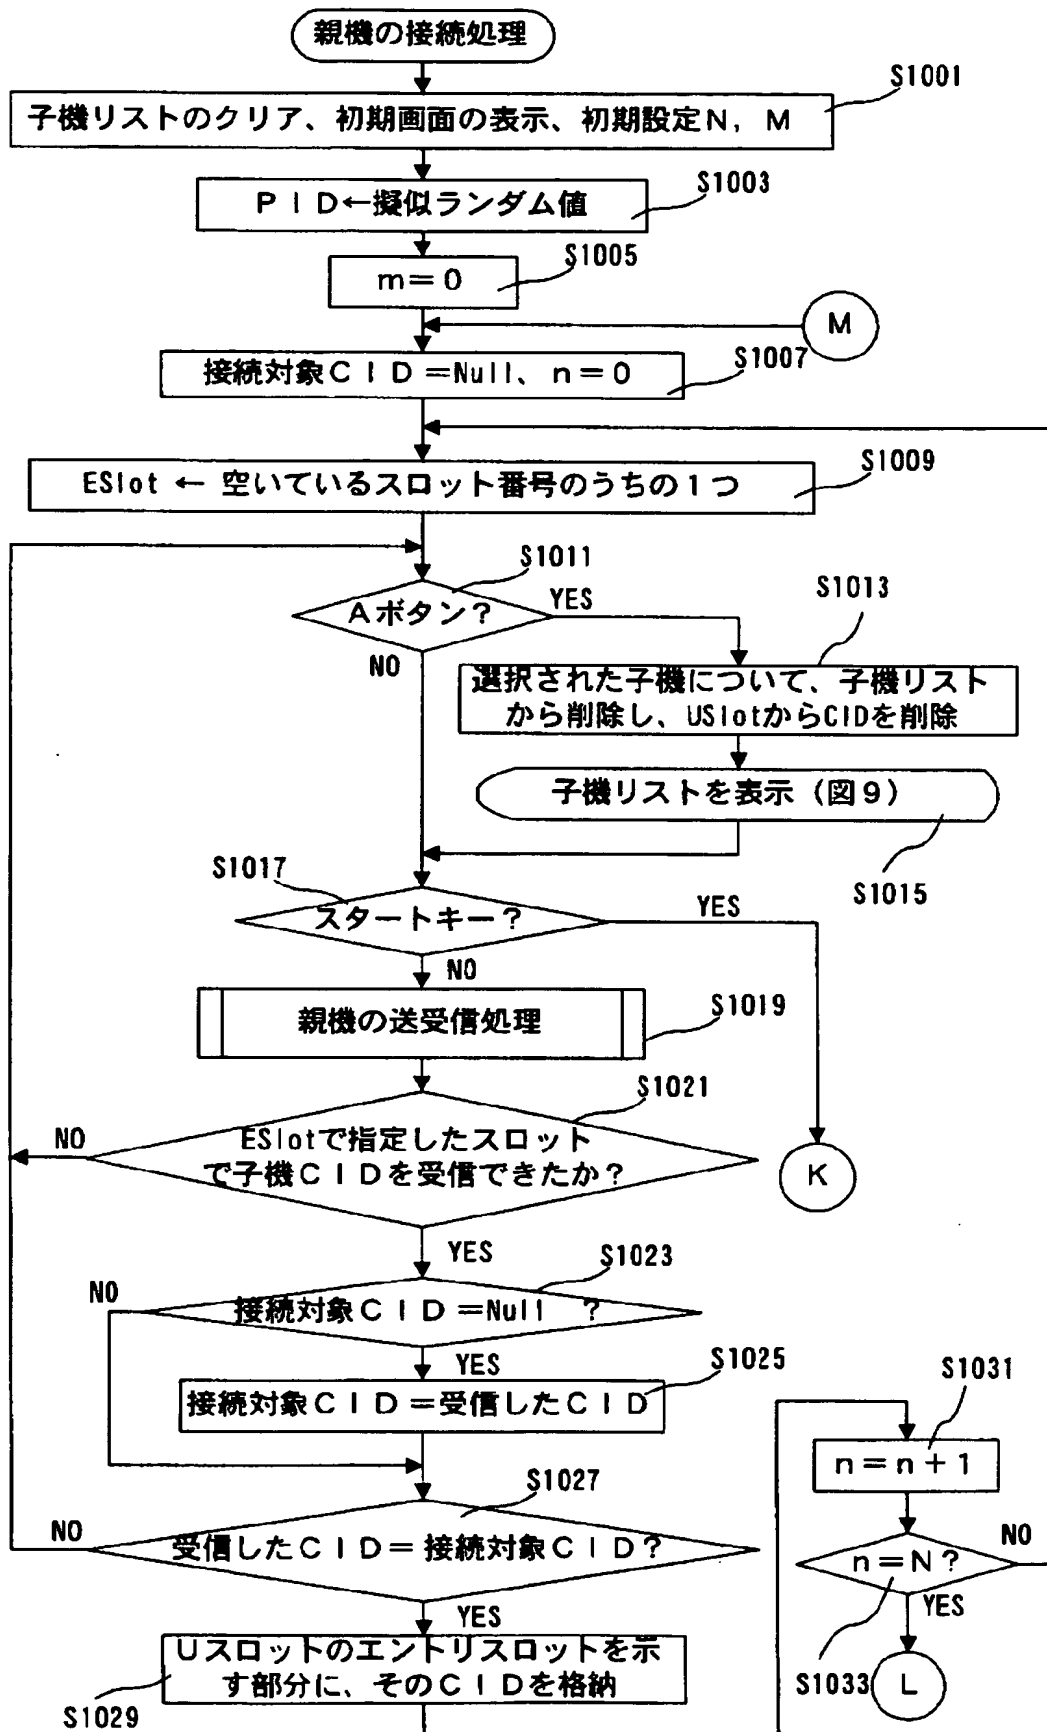 親機の接続処理
S1001
子機リストのクリア、初期画面の表示、初期設定N，M
S1003
PID←擬似ランダム値
S1005
m＝0
M
S1007
接続対象CID＝Null、n＝0
S1009
ESlot ← 空いているスロット番号のうちの1つ
S1011
Aボタン？
YES
NO
S1013
選択された子機について、子機リスト
から削除し、USlotからCIDを削除
子機リストを表示（図9）
S1015
S1017
スタートキー？
YES
NO
親機の送受信処理
S1019
S1021
ESlotで指定したスロット
で子機CIDを受信できたか？
NO
YES
K
S1023
接続対象CID＝Null ？
NO
YES
S1025
接続対象CID＝受信したCID
S1027
受信したCID＝接続対象CID？
NO
YES
Uスロットのエントリスロットを示
す部分に、そのCIDを格納
S1029
S1031
n＝n＋1
n＝N？
NO
YES
S1033
L